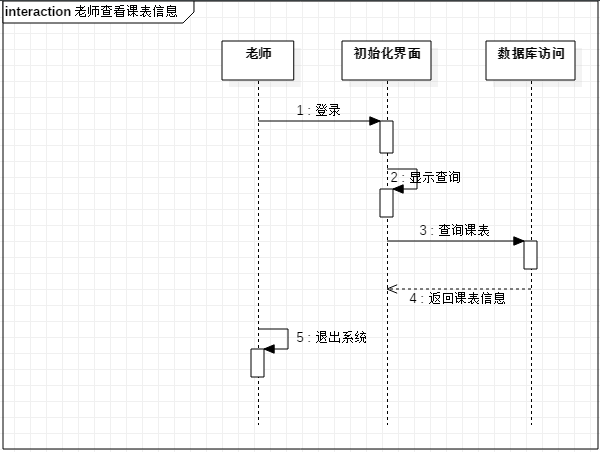 interaction 老师查看课表信息
老师
初始化界面
数据库访问
1 : 登录
2 : 显示查询
3 : 查询课表
4 : 返回课表信息
5 : 退出系统